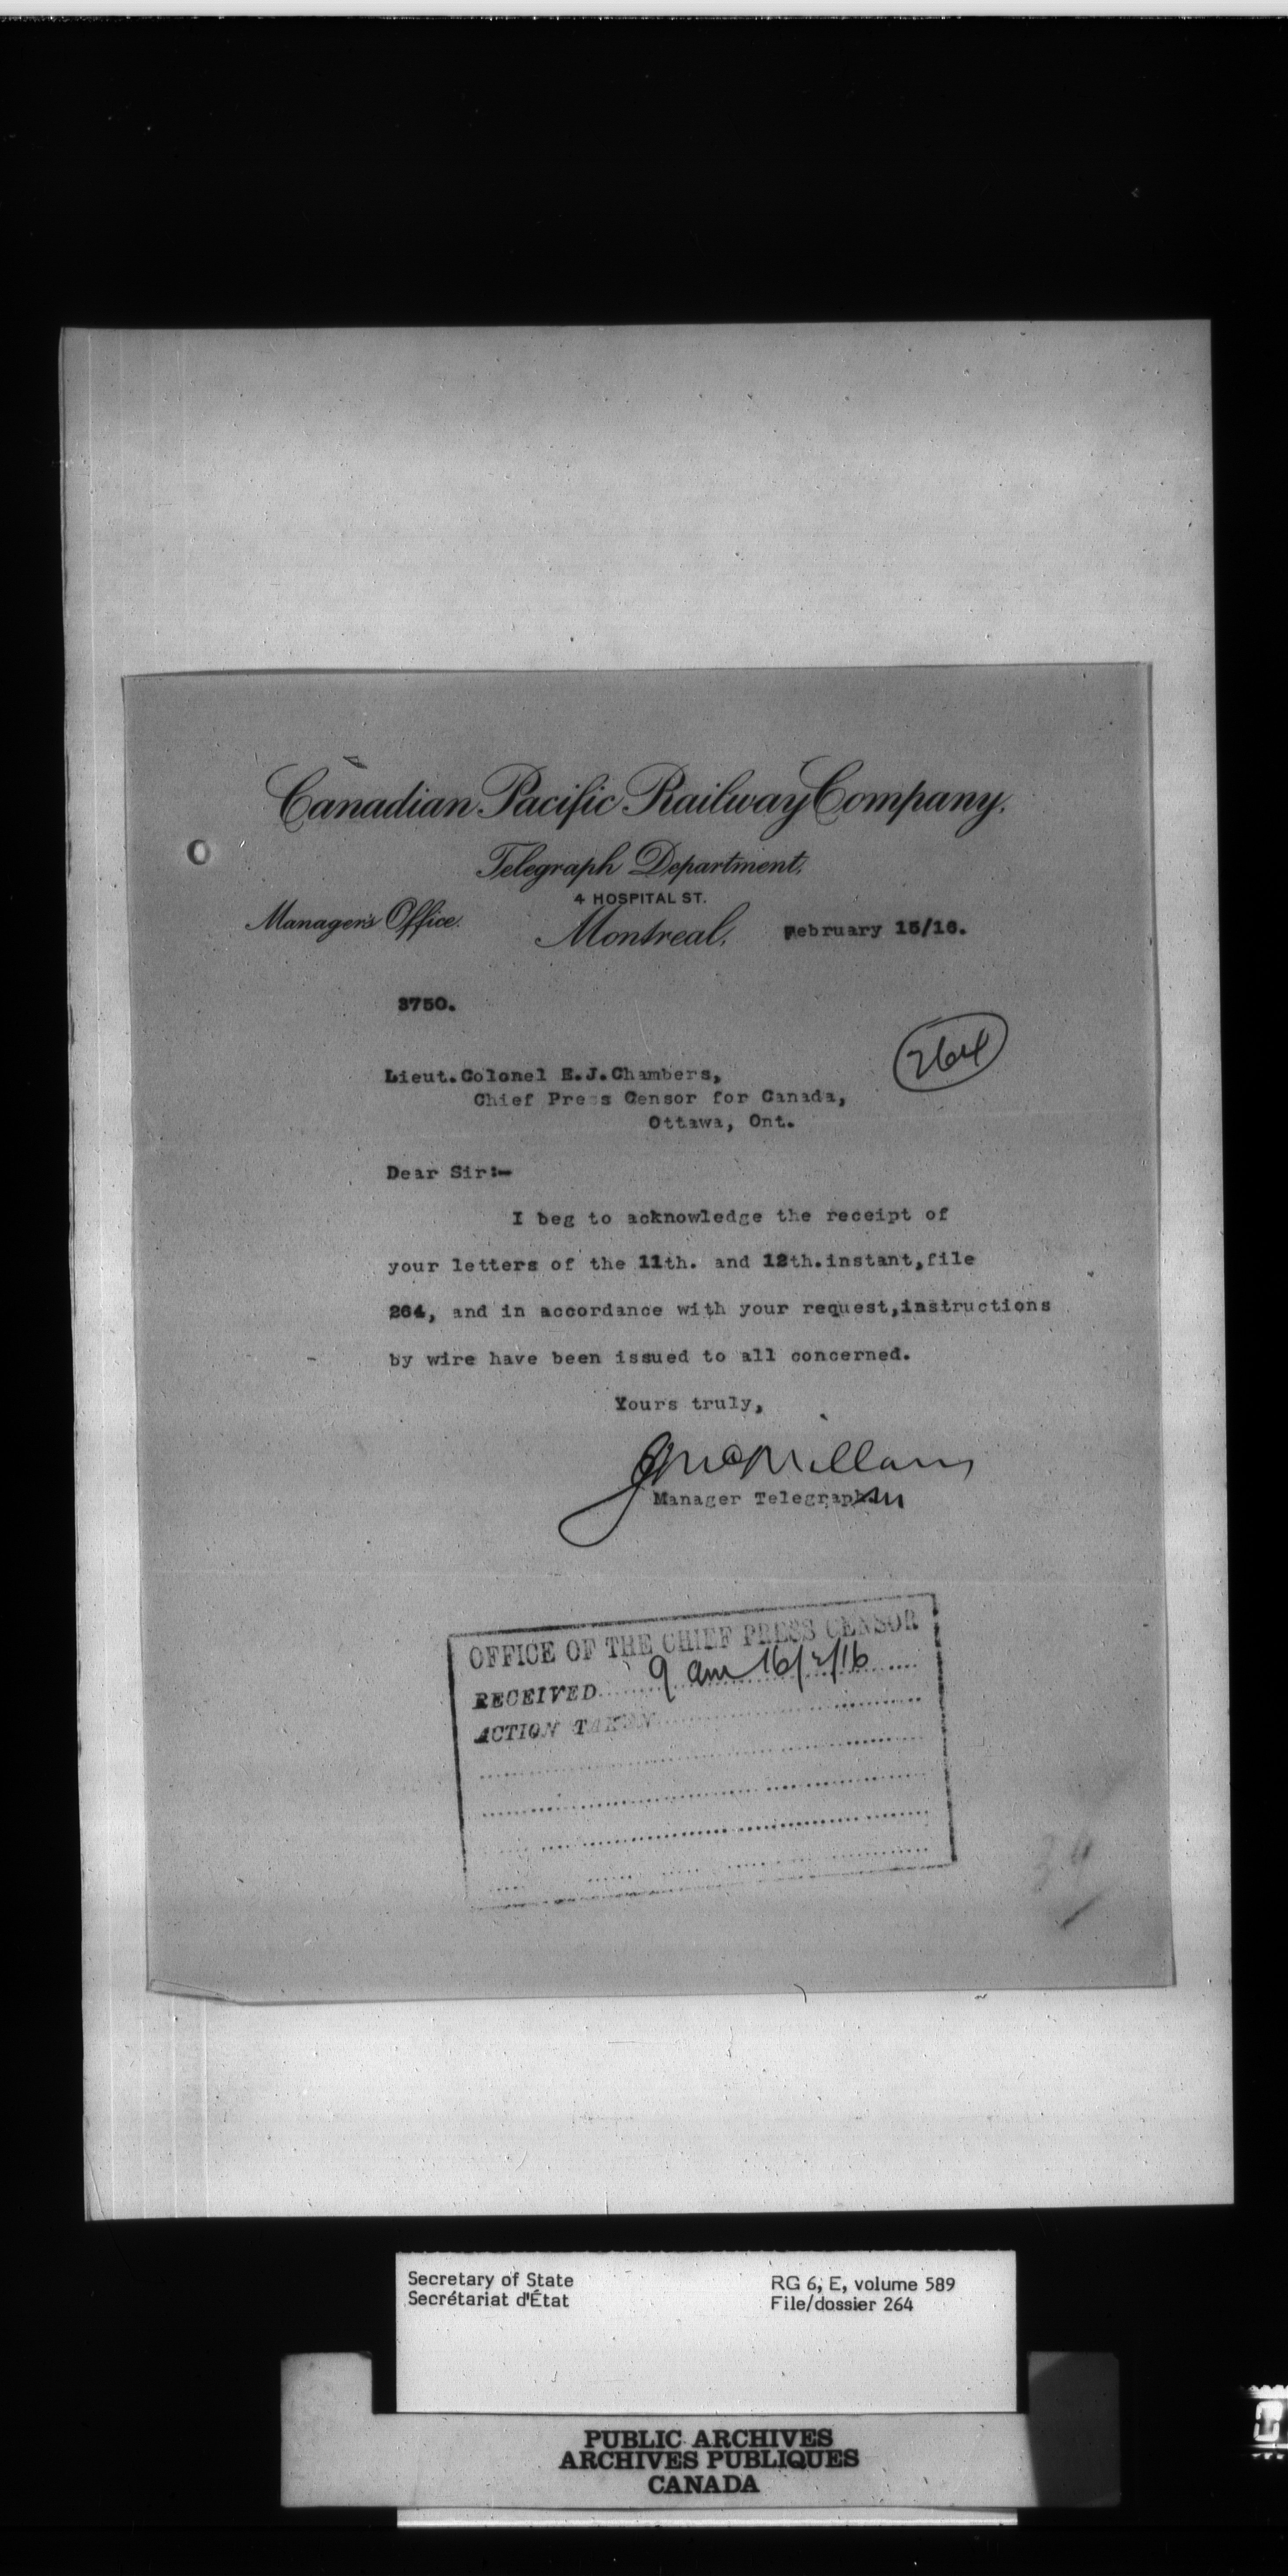 Canadian Pacific Railway Company.
Telegraph Department,
4 HOSPITAL ST.
Manager's Office.
Montreal, February 15/16.
3750.
264
Lieut.Colonel E.J.Chambers,
Chief Press Censor for Canada,
Ottawa, Ont.
Dear Sir:-
I beg to acknowledge the receipt of
your letters of the 11th. and 12th.instant,file
264, and in accordance with your request,instructions
by wire have been issued to all concerned.
Yours truly,
J McMillan
Manager Telegraph.
OFFICE OF THE CHIEF PRESS CENSOR
RECEIVED 9 am 16/2/16
ACTION TAKEN
Secretary of State
Secrétariat d'État
RG 6, E, volume 589
File/dossier 264
PUBLIC ARCHIVES
ARCHIVES PUBLIQUES
CANADA